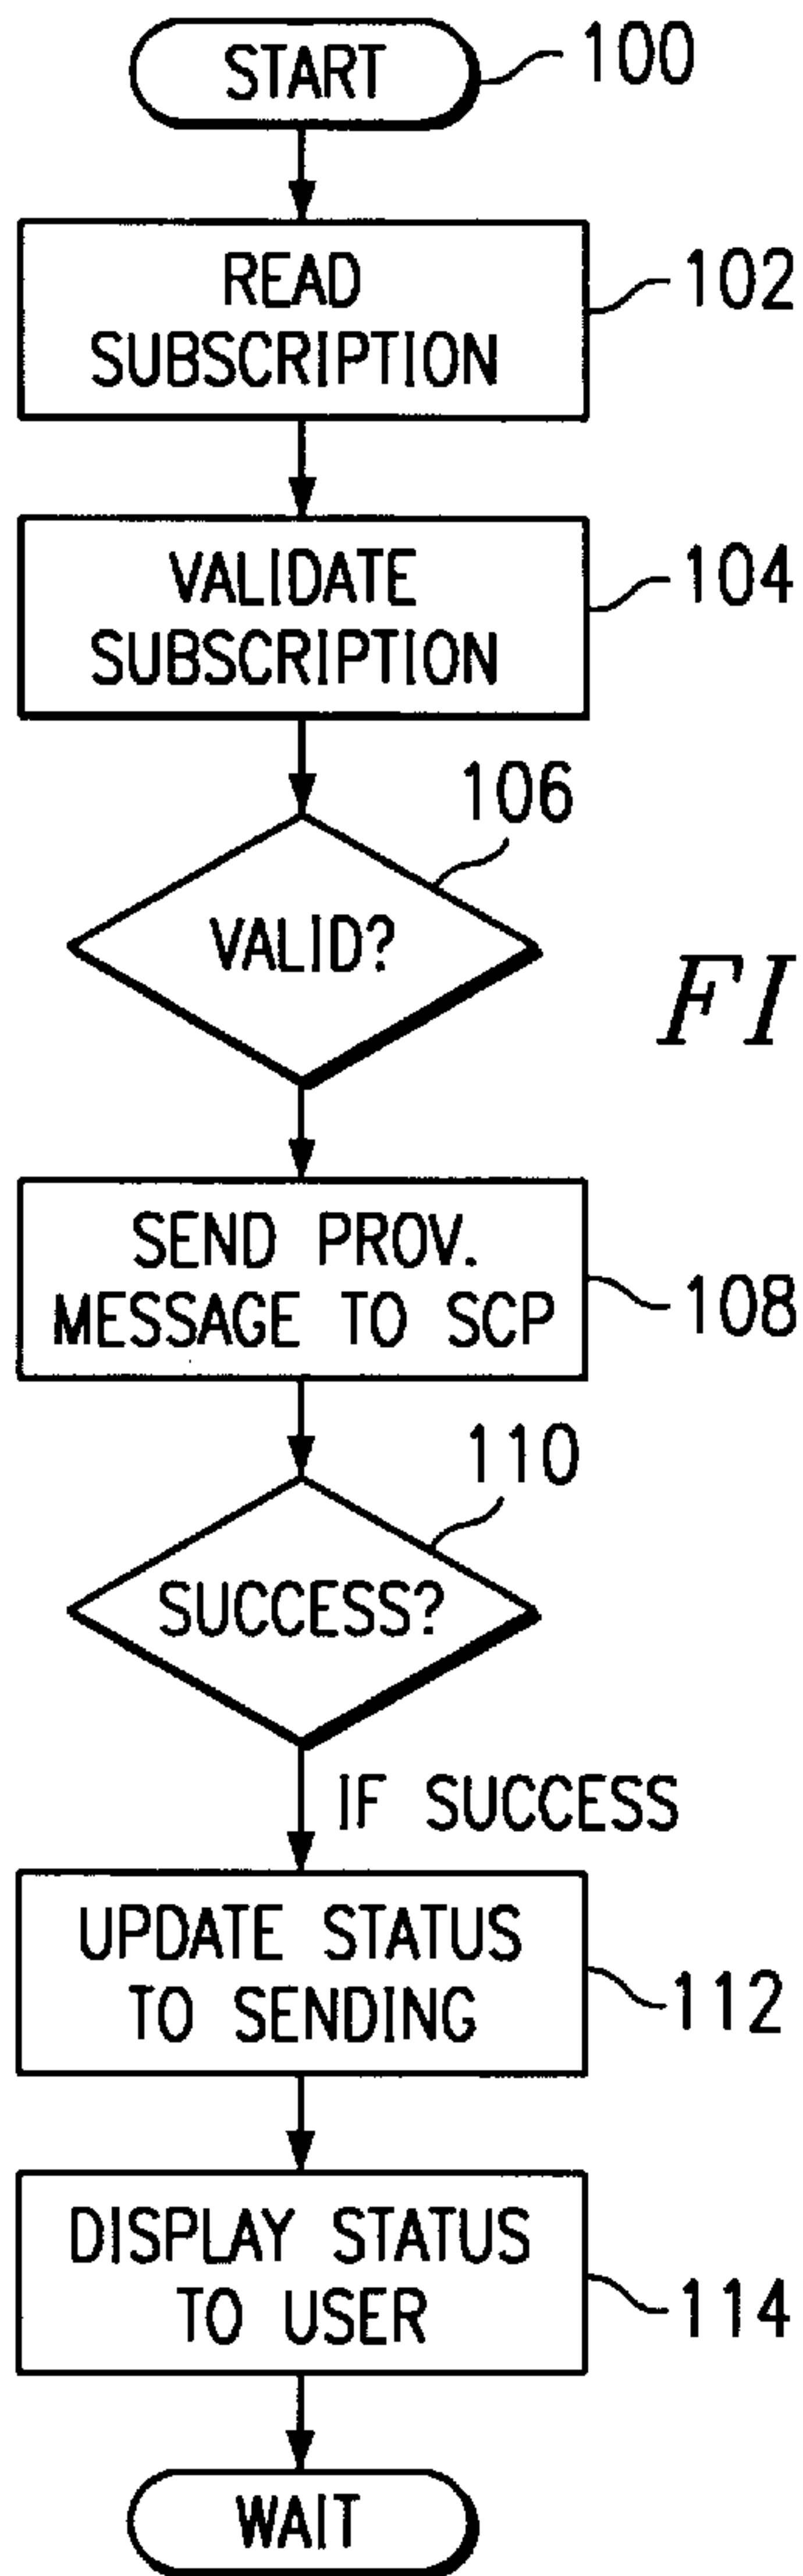 START
100
READ
SUBSCRIPTION
102
VALIDATE
SUBSCRIPTION
104
106
VALID?
FI
SEND PROV.
MESSAGE TO SCP
108
110
SUCCESS?
IF SUCCESS
UPDATE STATUS
TO SENDING
112
DISPLAY STATUS
TO USER
114
WAIT